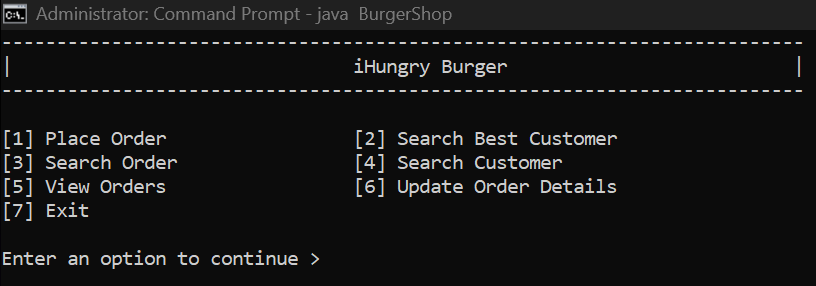 Administrator: Command Prompt - java  BurgerShop
-------------------------------------------------------------------------
|                               iHungry Burger                          |
-------------------------------------------------------------------------
[1] Place Order                 [2] Search Best Customer
[3] Search Order                [4] Search Customer
[5] View Orders                 [6] Update Order Details
[7] Exit
Enter an option to continue >